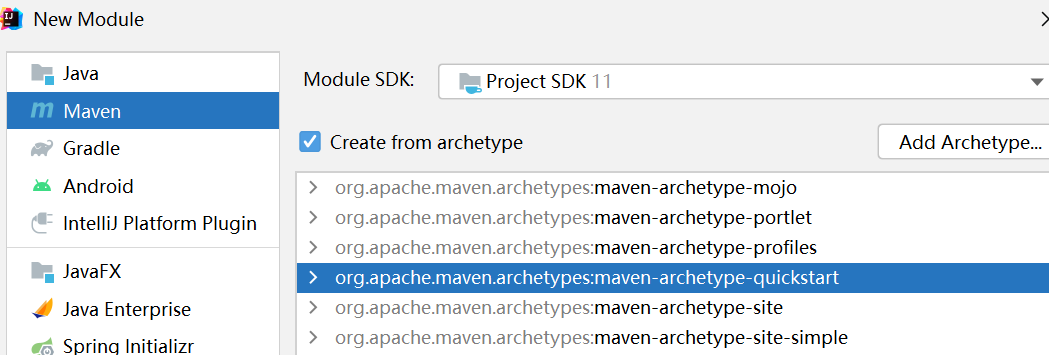 New Module
Java
Maven
Gradle
Android
IntelliJ Platform Plugin
JavaFX
Java Enterprise
Spring Initializr
Module SDK: Project SDK 11
Create from archetype
Add Archetype...
org.apache.maven.archetypes:maven-archetype-mojo
org.apache.maven.archetypes:maven-archetype-portlet
org.apache.maven.archetypes:maven-archetype-profiles
org.apache.maven.archetypes:maven-archetype-quickstart
org.apache.maven.archetypes:maven-archetype-site
org.apache.maven.archetypes:maven-archetype-site-simple